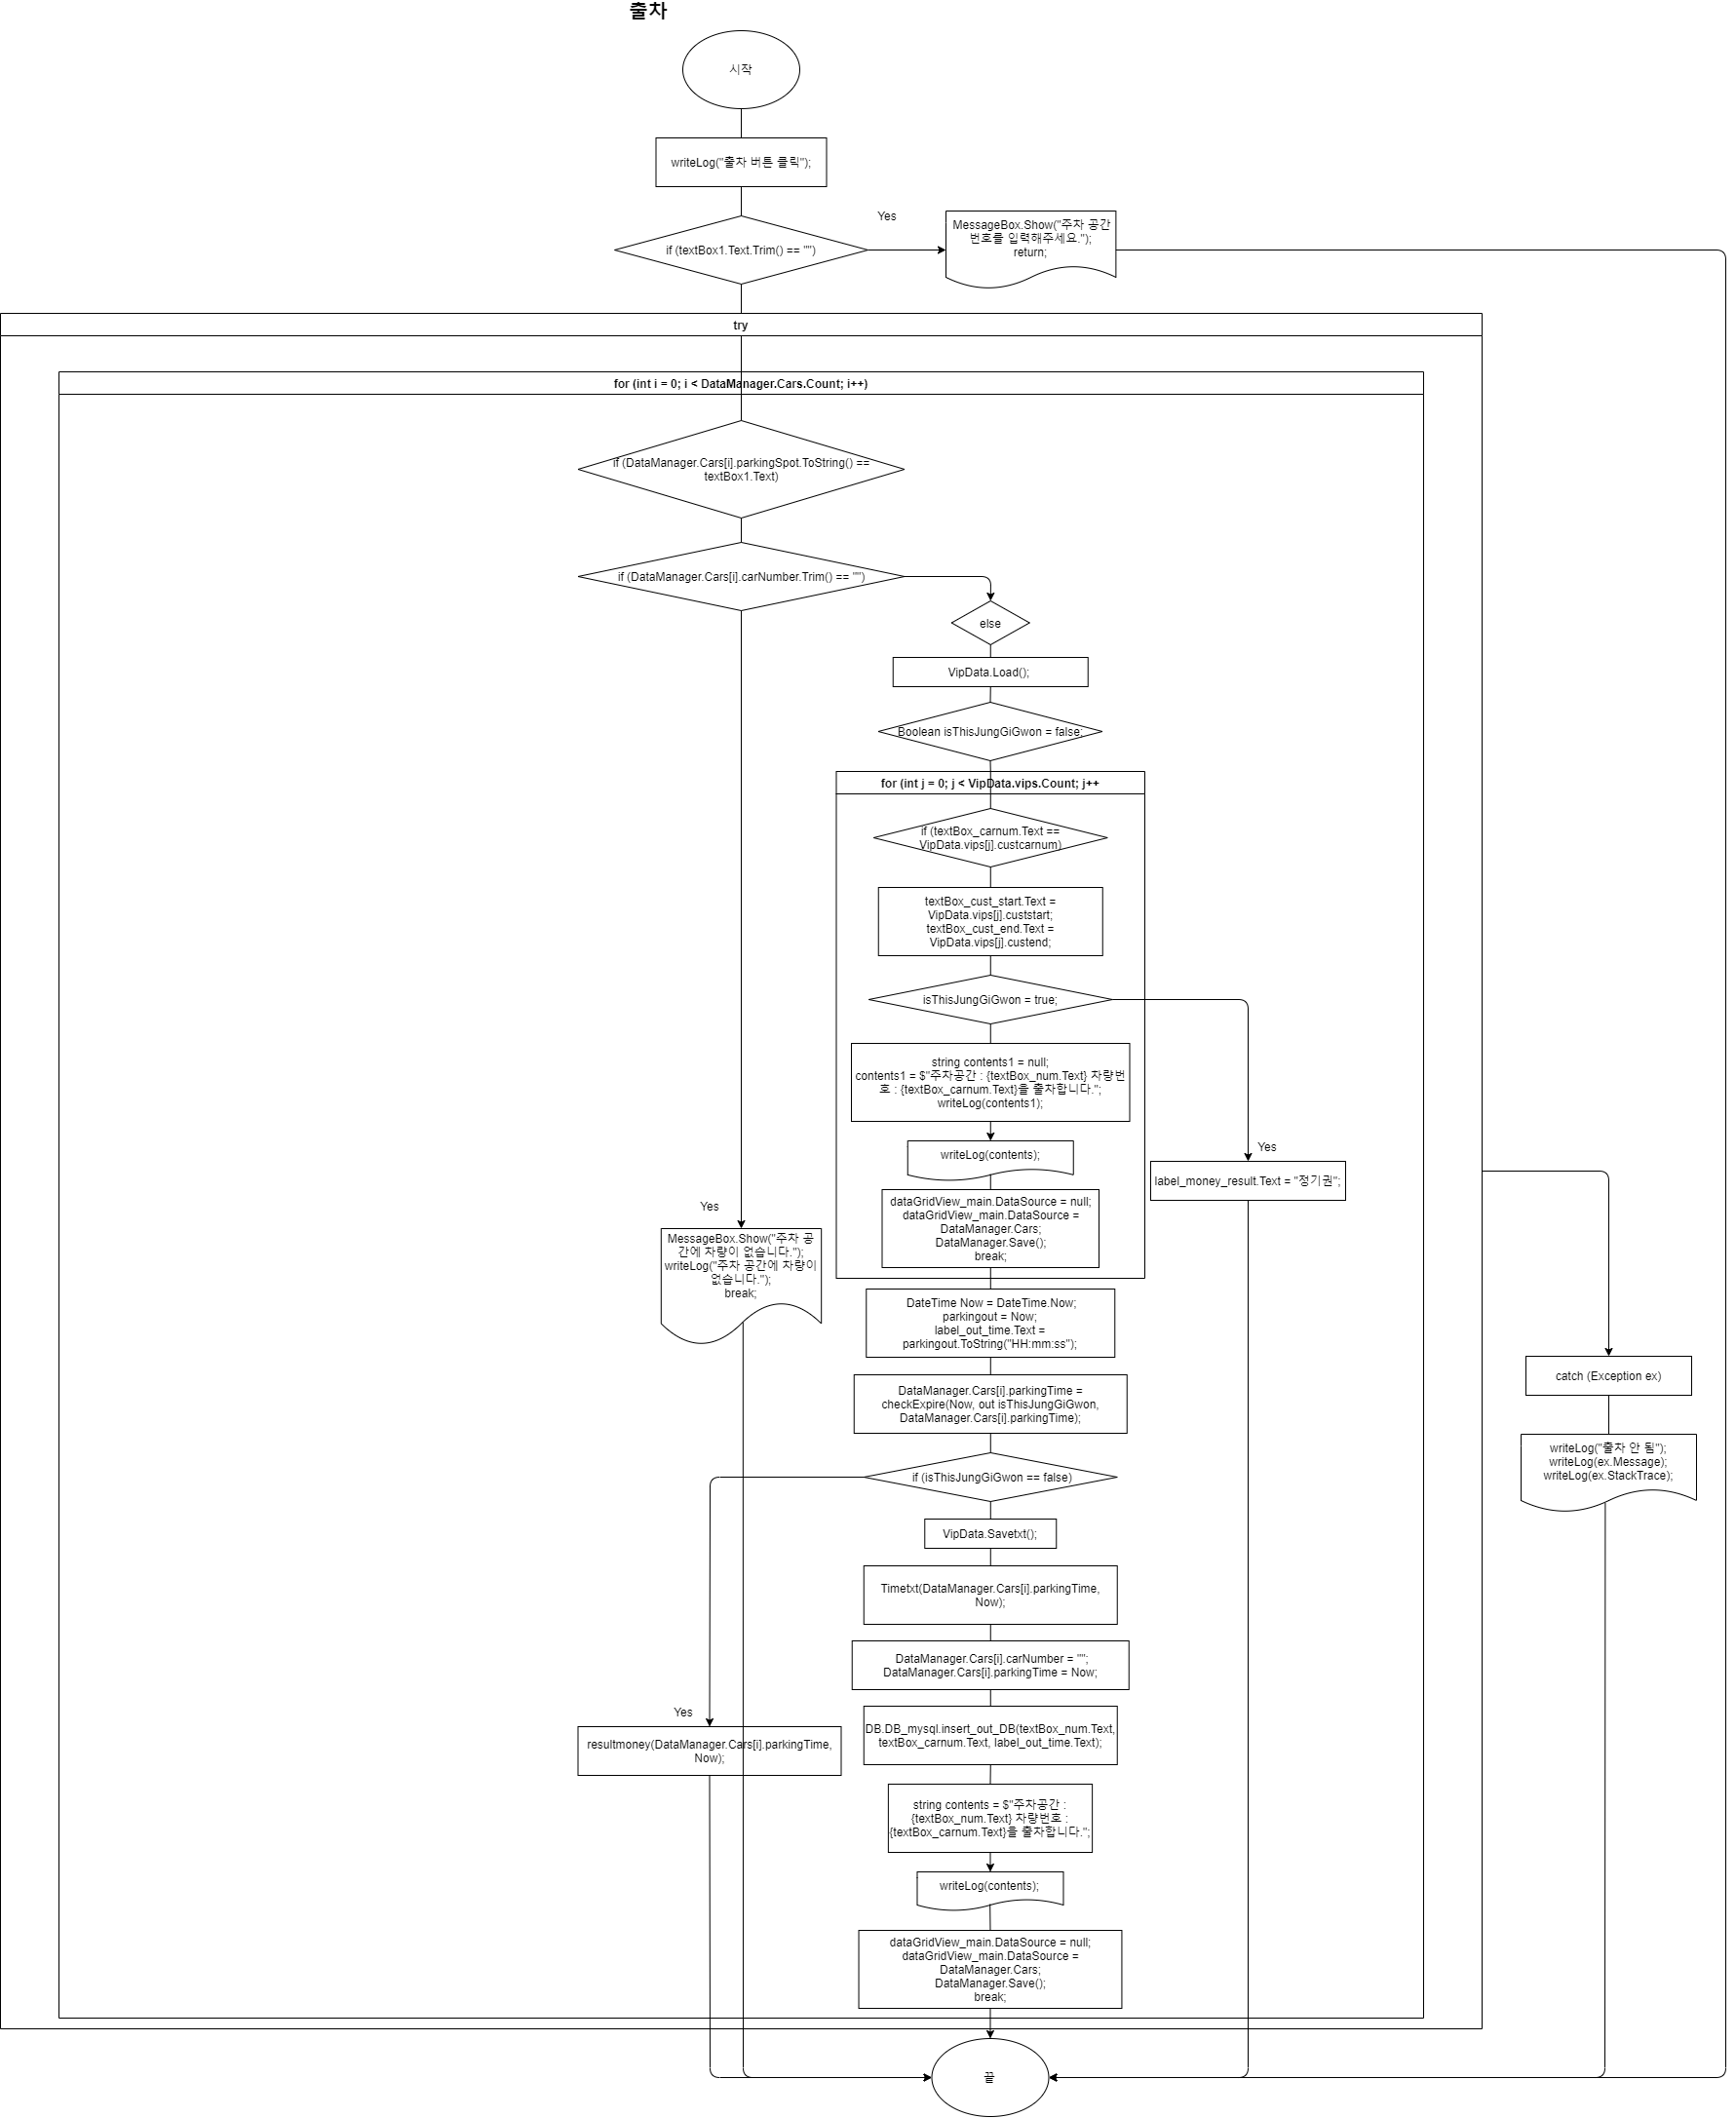 출차
시작
writeLog("출차 버튼 클릭");
Yes
if (textBox1.Text.Trim() == "")
MessageBox.Show("주차 공간
번호를 입력해주세요.");
return;
try
for (int i = 0; i < DataManager.Cars.Count; i++)
if (DataManager.Cars[i].parkingSpot.ToString() ==
textBox1.Text)
if (DataManager.Cars[i].carNumber.Trim() == "")
else
VipData.Load();
Boolean isThisJungGiGwon = false;
for (int j = 0; j < VipData.vips.Count; j++
if (textBox_carnum.Text ==
VipData.vips[j].custcarnum)
textBox_cust_start.Text =
VipData.vips[j].custstart;
textBox_cust_end.Text =
VipData.vips[j].custend;
isThisJungGiGwon = true;
string contents1 = null;
contents1 = $"주차공간 : {textBox_num.Text} 차량번
호 : {textBox_carnum.Text}을 출차합니다.";
writeLog(contents1);
writeLog(contents);
Yes
label_money_result.Text = "정기권";
dataGridView_main.DataSource = null;
dataGridView_main.DataSource =
DataManager.Cars;
DataManager.Save();
break;
Yes
MessageBox.Show("주차 공
간에 차량이 없습니다.");
writeLog("주차 공간에 차량이
없습니다.");
break;
DateTime Now = DateTime.Now;
parkingout = Now;
label_out_time.Text =
parkingout.ToString("HH:mm:ss");
catch (Exception ex)
DataManager.Cars[i].parkingTime =
checkExpire(Now, out isThisJungGiGwon,
DataManager.Cars[i].parkingTime);
writeLog("출차 안 됨");
writeLog(ex.Message);
writeLog(ex.StackTrace);
if (isThisJungGiGwon == false)
VipData.Savetxt();
Timetxt(DataManager.Cars[i].parkingTime,
Now);
DataManager.Cars[i].carNumber = "";
DataManager.Cars[i].parkingTime = Now;
Yes
resultmoney(DataManager.Cars[i].parkingTime,
Now);
DB.DB_mysql.insert_out_DB(textBox_num.Text,
textBox_carnum.Text, label_out_time.Text);
string contents = $"주차공간 :
{textBox_num.Text} 차량번호 :
{textBox_carnum.Text}을 출차합니다.";
writeLog(contents);
dataGridView_main.DataSource = null;
dataGridView_main.DataSource =
DataManager.Cars;
DataManager.Save();
break;
끝